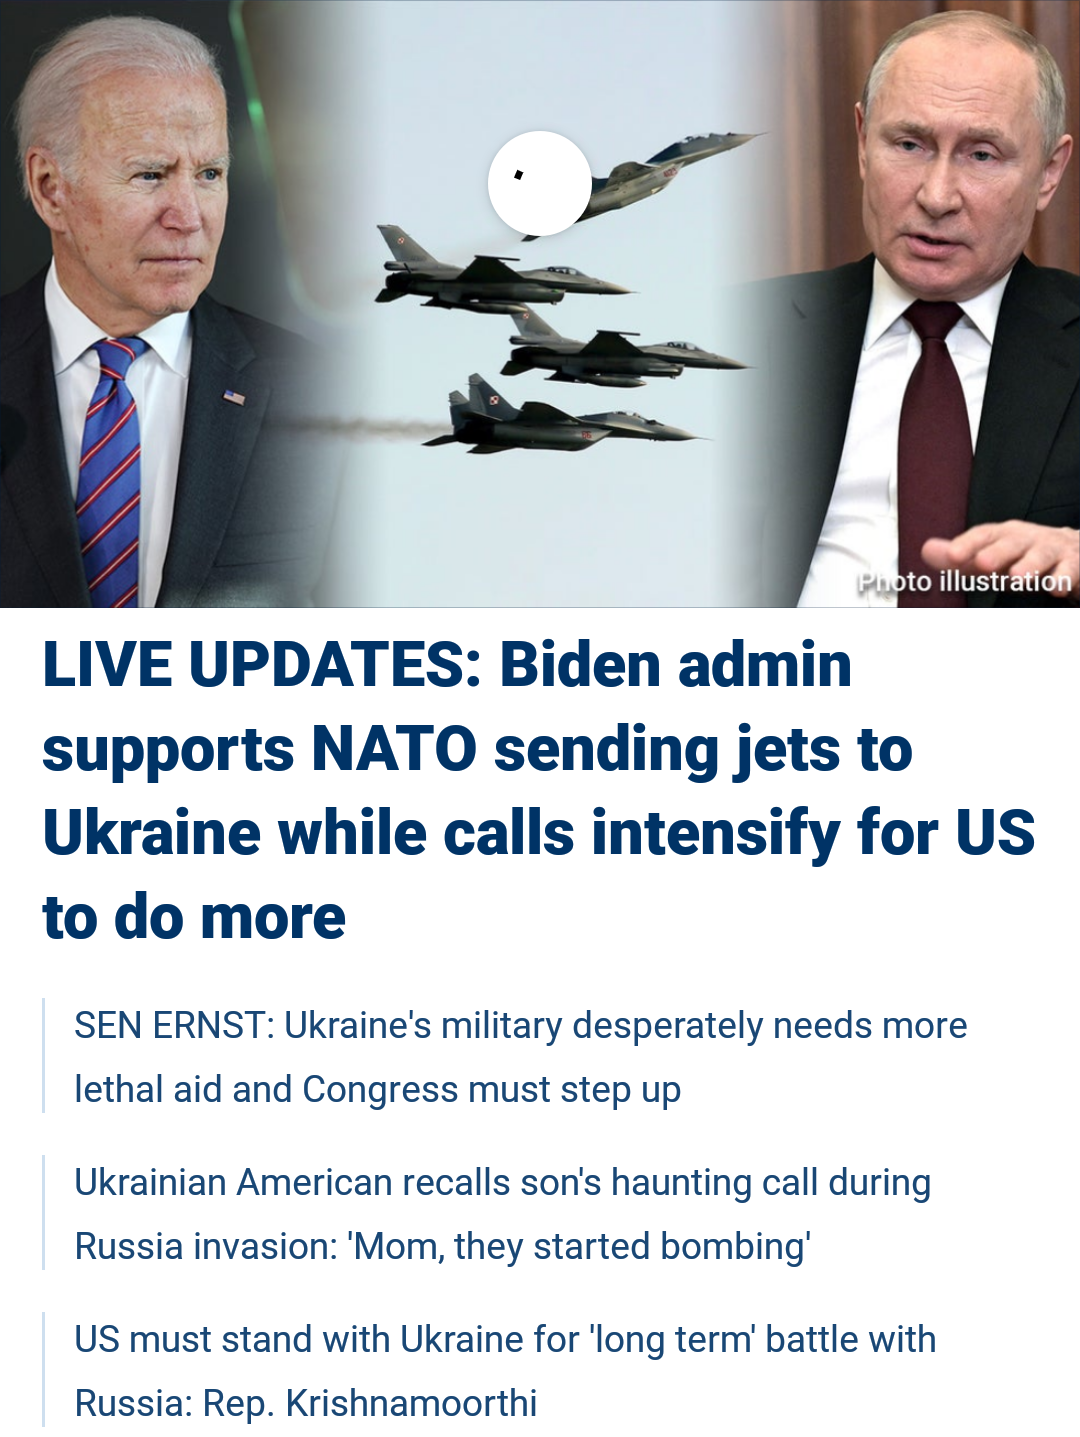 Photo illustration
LIVE UPDATES: Biden admin
supports NATO sending jets to
Ukraine while calls intensify for US
to do more
SEN ERNST: Ukraine's military desperately needs more
lethal aid and Congress must step up
Ukrainian American recalls son's haunting call during
Russia invasion: 'Mom, they started bombing'
US must stand with Ukraine for 'long term' battle with
Russia: Rep. Krishnamoorthi